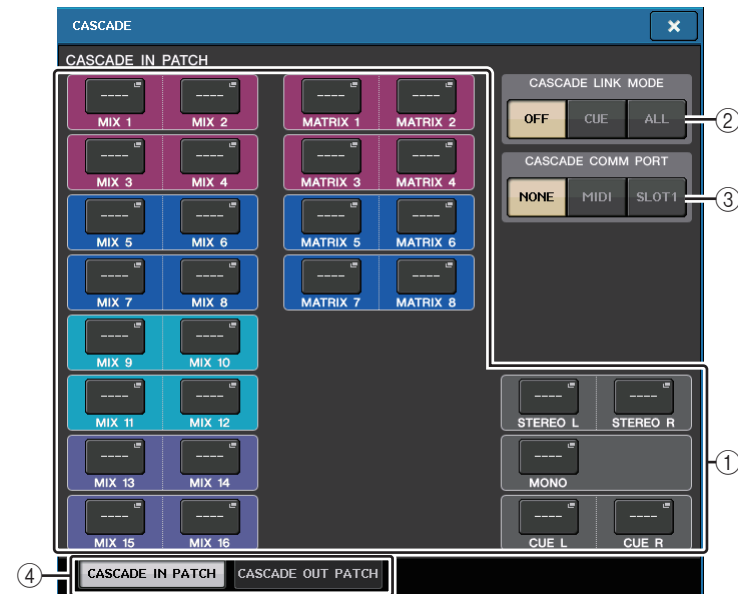 CASCADE
×
CASCADE IN PATCH
---- ---- ---- ----
MIX 1 MIX 2 MATRIX 1 MATRIX 2
---- ---- ---- ----
MIX 3 MIX 4 MATRIX 3 MATRIX 4
---- ---- ---- ----
MIX 5 MIX 6 MATRIX 5 MATRIX 6
---- ---- ---- ----
MIX 7 MIX 8 MATRIX 7 MATRIX 8
---- ----
MIX 9 MIX 10
---- ----
MIX 11 MIX 12
---- ----
MIX 13 MIX 14
---- ----
MIX 15 MIX 16
CASCADE LINK MODE
OFF CUE ALL
②
CASCADE COMM PORT
NONE MIDI SLOT1
③
---- ----
STEREO L STEREO R
----
MONO
①
---- ----
CUE L CUE R
④
CASCADE IN PATCH CASCADE OUT PATCH